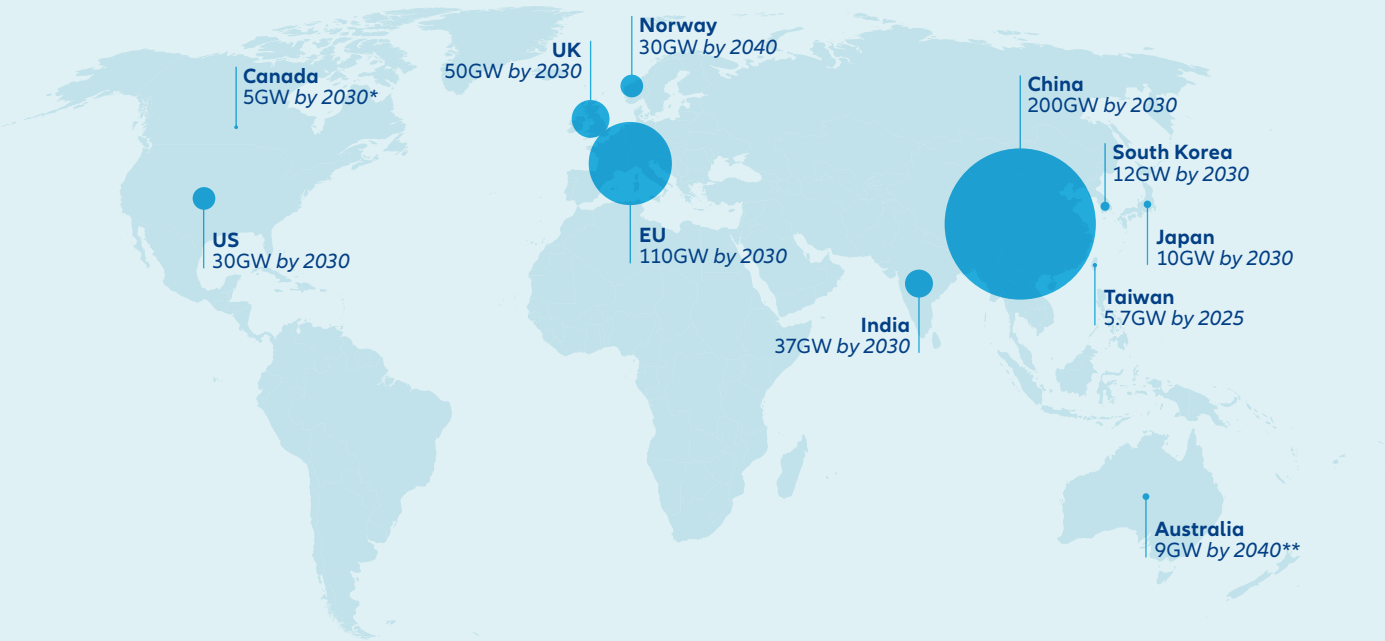 Norway
30GW by 2040
UK
50GW by 2030
Canada
5GW by 2030*
China
200GW by 2030
South Korea
12GW by 2030
US
30GW by 2030
EU
110GW by 2030
Japan
10GW by 2030
Taiwan
5.7GW by 2025
India
37GW by 2030
Australia
9GW by 2040**